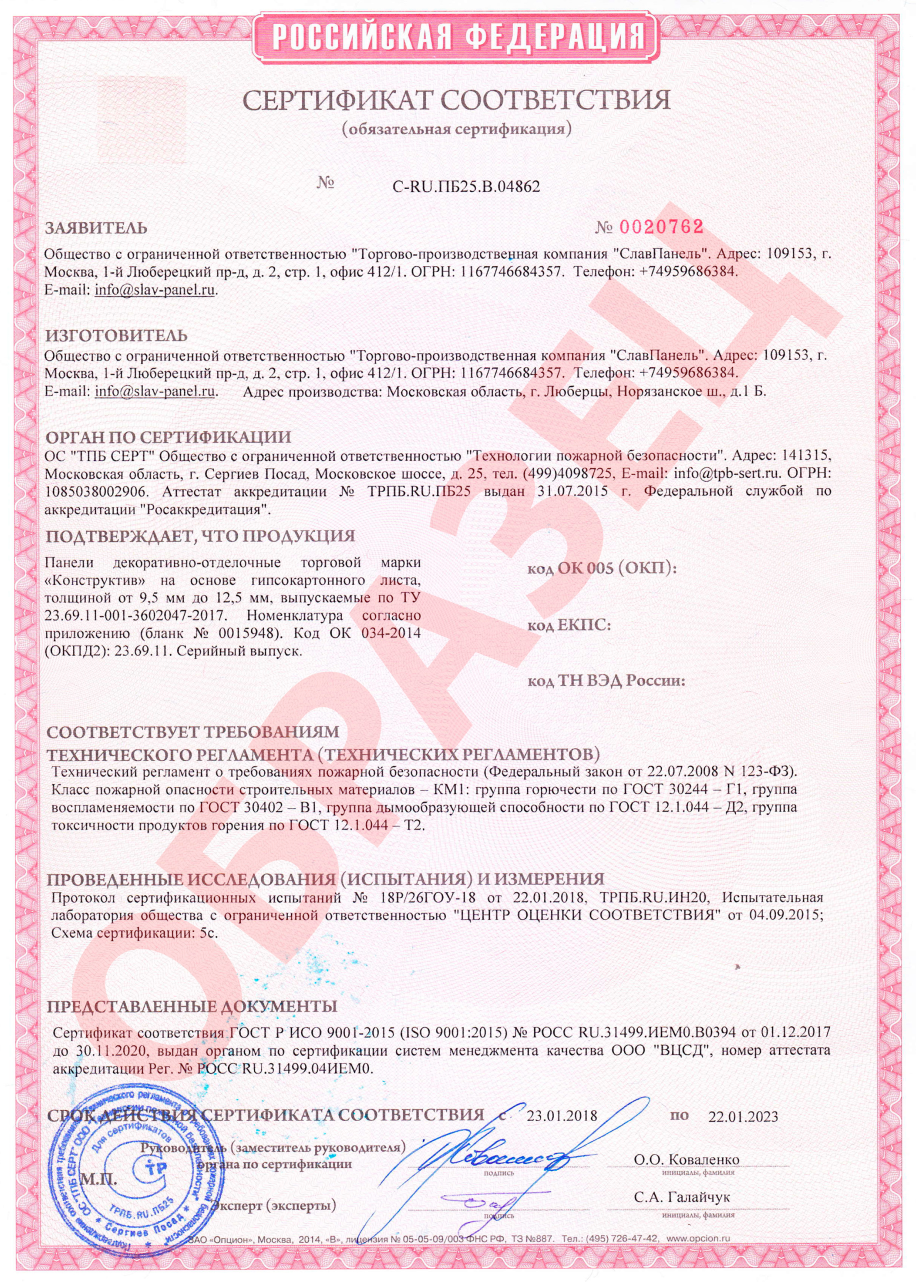 РОССИЙСКАЯ ФЕДЕРАЦИЯ
СЕРТИФИКАТ СООТВЕТСТВИЯ
(обязательная сертификация)
№ C-RU.ПБ25.В.04862
ЗАЯВИТЕЛЬ
№ 0020762
Общество с ограниченной ответственностью "Торгово-производственная компания "СлавПанель". Адрес: 109153, г.
Москва, 1-й Люберецкий пр-д, д. 2, стр. 1, офис 412/1. ОГРН: 1167746684357. Телефон: +74959686384.
E-mail: info@slav-panel.ru.
ИЗГОТОВИТЕЛЬ
Общество с ограниченной ответственностью "Торгово-производственная компания "СлавПанель". Адрес: 109153, г.
Москва, 1-й Люберецкий пр-д, д. 2, стр. 1, офис 412/1. ОГРН: 1167746684357. Телефон: +74959686384.
E-mail: info@slav-panel.ru. Адрес производства: Московская область, г. Люберцы, Норязанское ш., д.1 Б.
ОРГАН ПО СЕРТИФИКАЦИИ
ОС "ТПБ СЕРТ" Общество с ограниченной ответственностью "Технологии пожарной безопасности". Адрес: 141315,
Московская область, г. Сергиев Посад, Московское шоссе, д. 25, тел. (499)4098725, E-mail: info@tpb-sert.ru. ОГРН:
1085038002906. Аттестат аккредитации № ТРПБ.RU.ПБ25 выдан 31.07.2015 г. Федеральной службой по
аккредитации "Росаккредитация".
ПОДТВЕРЖДАЕТ, ЧТО ПРОДУКЦИЯ
Панели декоративно-отделочные торговой марки
«Конструктив» на основе гипсокартонного листа,
толщиной от 9,5 мм до 12,5 мм, выпускаемые по ТУ
23.69.11-001-3602047-2017. Номенклатура согласно
приложению (бланк № 0015948). Код ОК 034-2014
(ОКПД2): 23.69.11. Серийный выпуск.
код ОК 005 (ОКП):
код ЕКПС:
код ТН ВЭД России:
СООТВЕТСТВУЕТ ТРЕБОВАНИЯМ
ТЕХНИЧЕСКОГО РЕГЛАМЕНТА (ТЕХНИЧЕСКИХ РЕГЛАМЕНТОВ)
Технический регламент о требованиях пожарной безопасности (Федеральный закон от 22.07.2008 N 123-ФЗ).
Класс пожарной опасности строительных материалов – КМ1: группа горючести по ГОСТ 30244 – Г1, группа
воспламеняемости по ГОСТ 30402 – В1, группа дымообразующей способности по ГОСТ 12.1.044 – Д2, группа
токсичности продуктов горения по ГОСТ 12.1.044 – Т2.
ПРОВЕДЕННЫЕ ИССЛЕДОВАНИЯ (ИСПЫТАНИЯ) И ИЗМЕРЕНИЯ
Протокол сертификационных испытаний № 18Р/26ГОУ-18 от 22.01.2018, ТРПБ.RU.ИН20, Испытательная
лаборатория общества с ограниченной ответственностью "ЦЕНТР ОЦЕНКИ СООТВЕТСТВИЯ" от 04.09.2015;
Схема сертификации: 5с.
ПРЕДСТАВЛЕННЫЕ ДОКУМЕНТЫ
Сертификат соответствия ГОСТ Р ИСО 9001-2015 (ISO 9001:2015) № РОСС RU.31499.ИЕМ0.В0394 от 01.12.2017
до 30.11.2020, выдан органом по сертификации систем менеджмента качества ООО "ВЦСД", номер аттестата
аккредитации Рег. № РОСС RU.31499.04ИЕМ0.
СРОК ДЕЙСТВИЯ СЕРТИФИКАТА СООТВЕТСТВИЯ с 23.01.2018 по 22.01.2023
Руководитель (заместитель руководителя)
органа по сертификации
подпись
О.О. Коваленко
инициалы, фамилия
М.П.
Эксперт (эксперты)
подпись
С.А. Галайчук
инициалы, фамилия
ЗАО «Опцион», Москва, 2014, «В», лицензия № 05-05-09/003 ФНС РФ, ТЗ №887. Тел.: (495) 726-47-42, www.opcion.ru
Для сертификатов
ТР
ТРПБ.RU.ПБ25
Сергиев Посад
ОБРАЗЕЦ